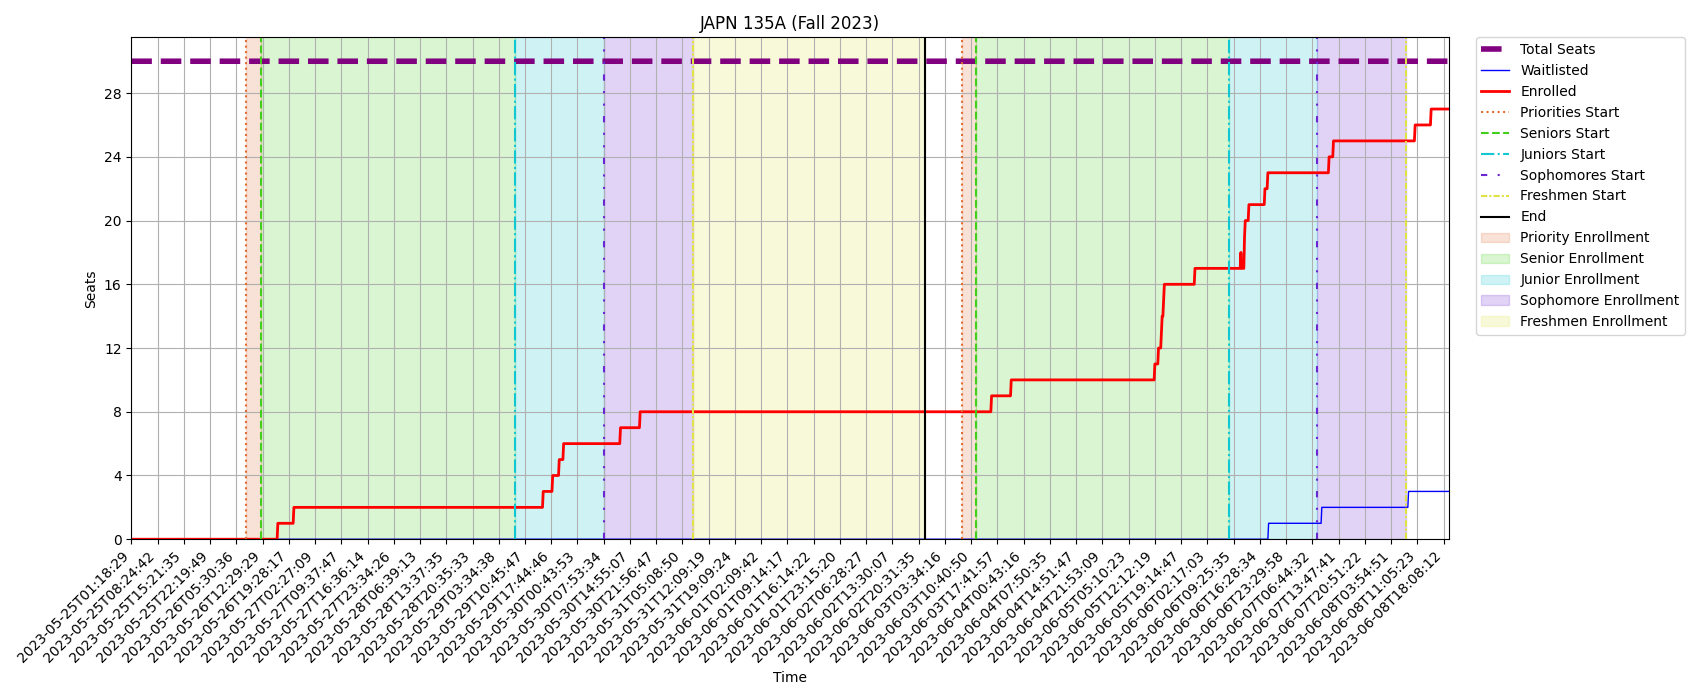 JAPN 135A (Fall 2023)
Seats
28
24
20
16
12
8
4
0
2023-05-25T01:18:29
2023-05-25T08:24:42
2023-05-25T15:21:35
2023-05-25T22:19:49
2023-05-26T05:30:36
2023-05-26T12:29:29
2023-05-26T19:28:17
2023-05-27T02:27:09
2023-05-27T09:37:47
2023-05-27T16:36:14
2023-05-27T23:34:26
2023-05-28T06:39:13
2023-05-28T13:37:35
2023-05-28T20:35:33
2023-05-29T03:34:38
2023-05-29T10:45:47
2023-05-29T17:44:46
2023-05-30T00:43:53
2023-05-30T07:53:34
2023-05-30T14:55:07
2023-05-30T21:56:47
2023-05-31T05:08:50
2023-05-31T12:09:19
2023-05-31T19:09:24
2023-06-01T02:09:42
2023-06-01T09:14:17
2023-06-01T16:14:22
2023-06-01T23:15:20
2023-06-02T06:28:27
2023-06-02T13:30:07
2023-06-02T20:31:35
2023-06-03T03:34:16
2023-06-03T10:40:50
2023-06-03T17:41:57
2023-06-04T00:43:16
2023-06-04T07:50:35
2023-06-04T14:51:47
2023-06-04T21:53:09
2023-06-05T05:10:23
2023-06-05T12:12:19
2023-06-05T19:14:47
2023-06-06T02:17:03
2023-06-06T09:25:35
2023-06-06T16:28:34
2023-06-06T23:29:58
2023-06-07T06:44:32
2023-06-07T13:47:41
2023-06-07T20:51:22
2023-06-08T03:54:51
2023-06-08T11:05:23
2023-06-08T18:08:12
Time
Total Seats
Waitlisted
Enrolled
Priorities Start
Seniors Start
Juniors Start
Sophomores Start
Freshmen Start
End
Priority Enrollment
Senior Enrollment
Junior Enrollment
Sophomore Enrollment
Freshmen Enrollment